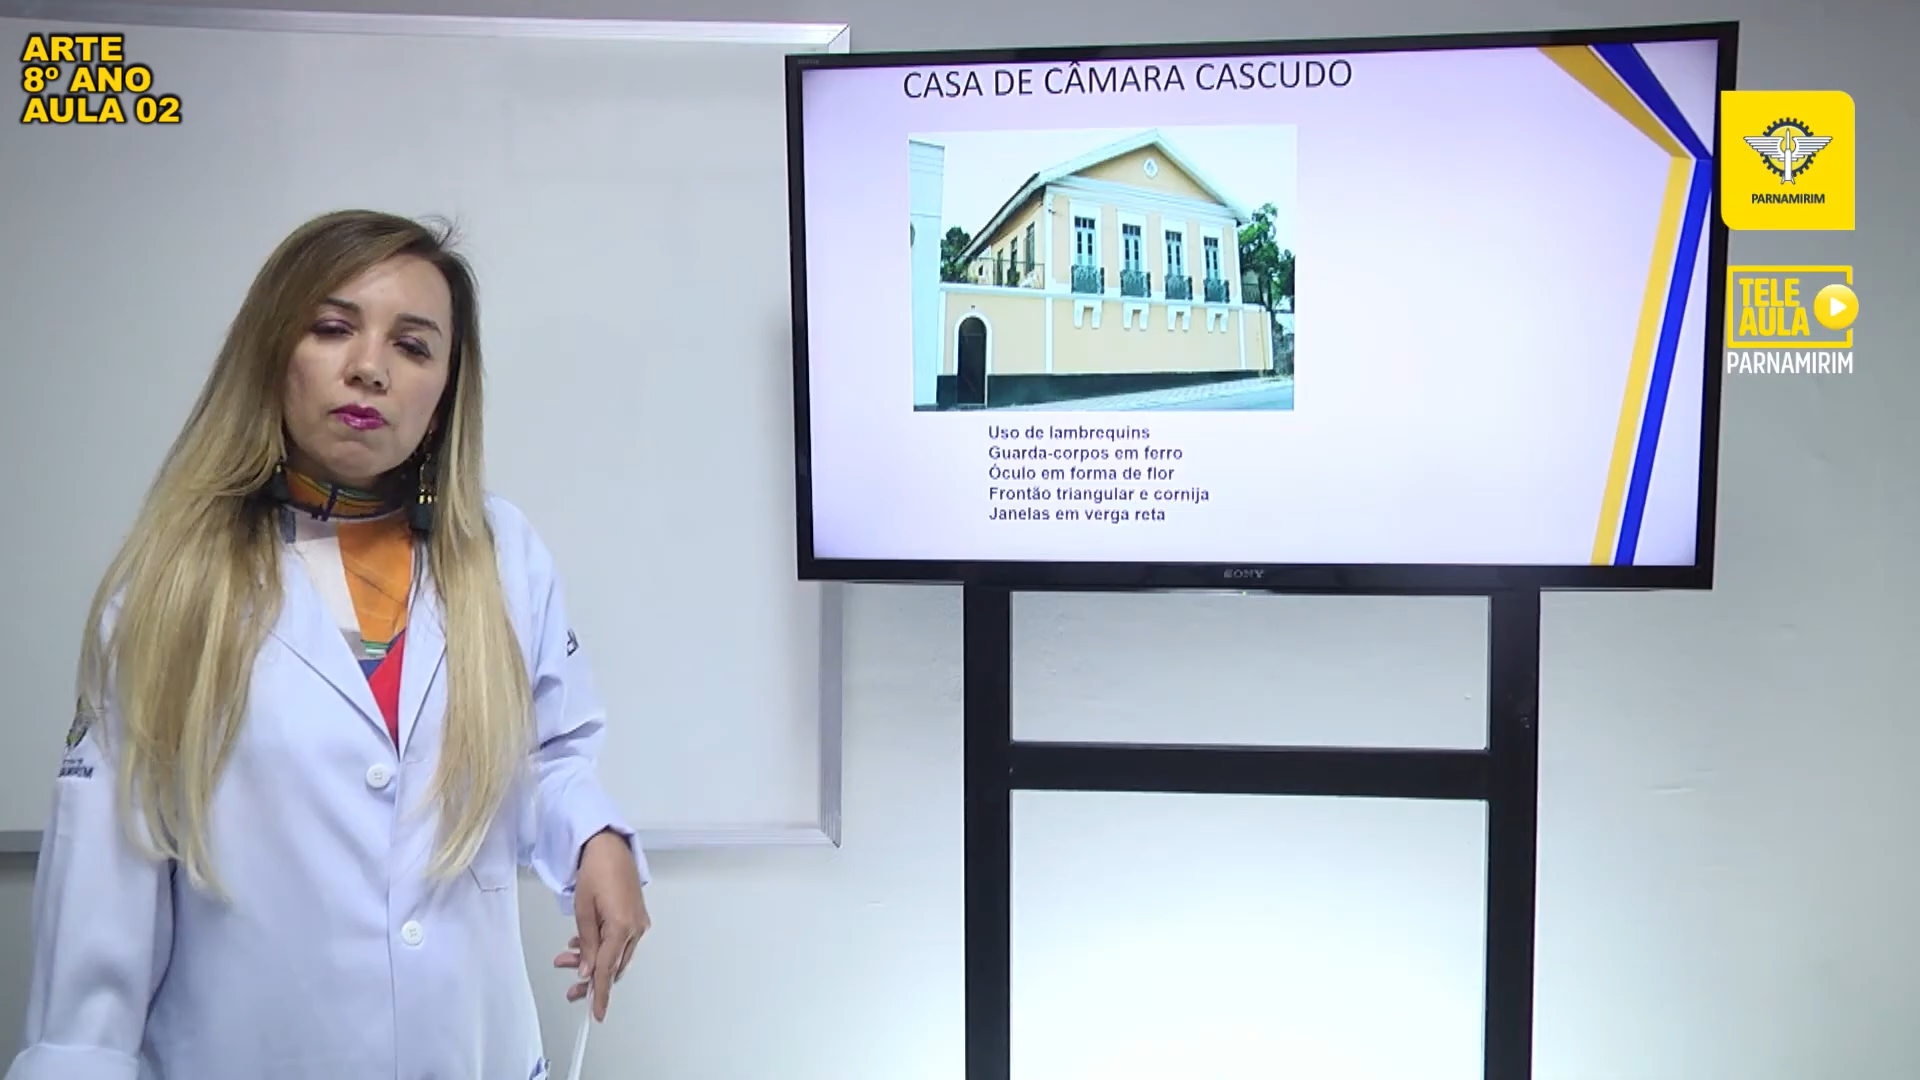 ARTE
8º ANO
AULA 02
CASA DE CÂMARA CASCUDO
Uso de lambrequins
Guarda-corpos em ferro
Óculo em forma de flor
Frontão triangular e cornija
Janelas em verga reta
SONY
PARNAMIRIM
TELE
AULA
PARNAMIRIM